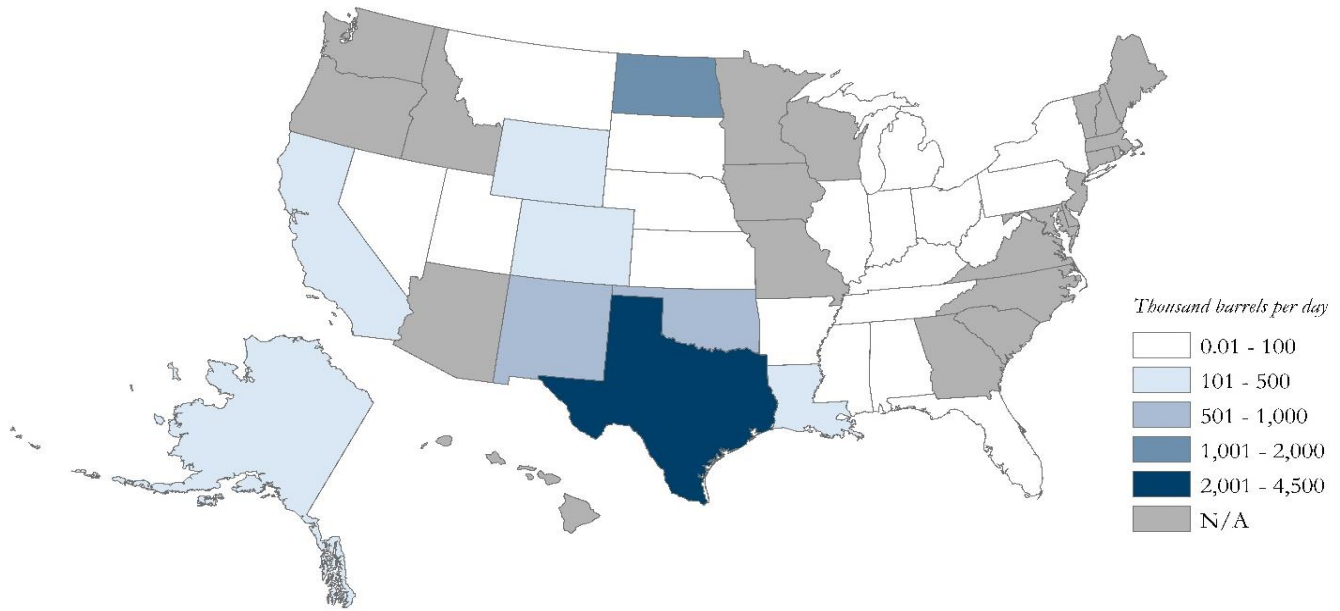 Thousand barrels per day
0.01 - 100
101 - 500
501 - 1,000
1,001 - 2,000
2,001 - 4,500
N/A